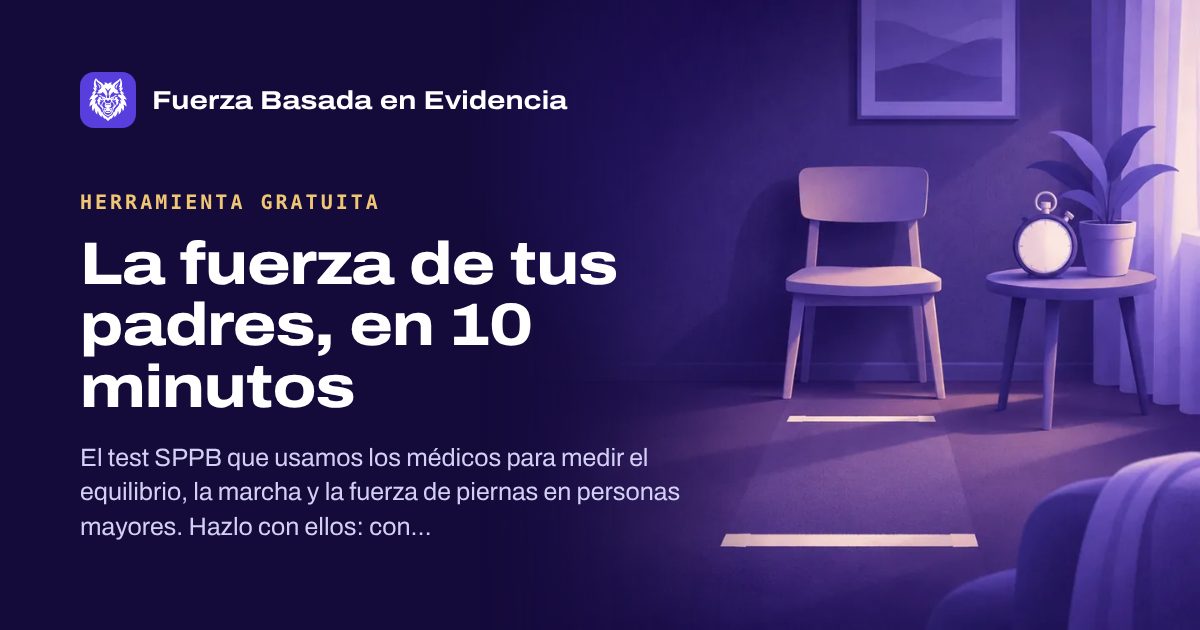 Fuerza Basada en Evidencia
HERRAMIENTA GRATUITA
La fuerza de tus
padres, en 10
minutos
El test SPPB que usamos los médicos para medir el
equilibrio, la marcha y la fuerza de piernas en personas
mayores. Hazlo con ellos: con...